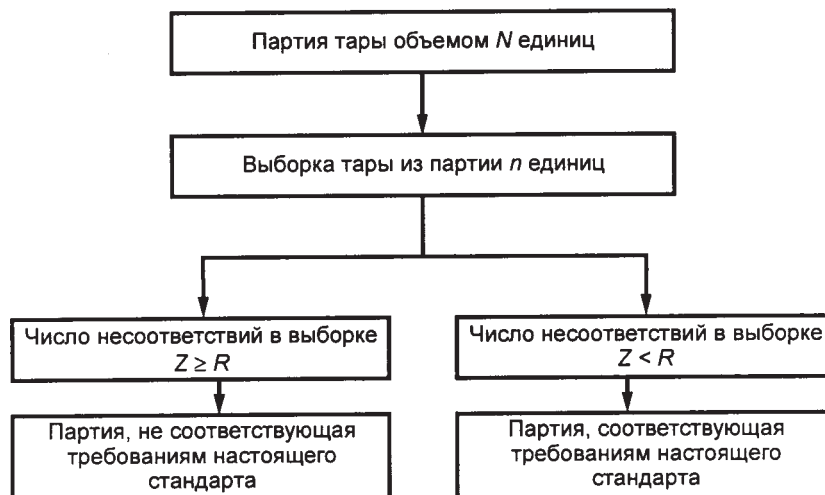 Партия тары объемом N единиц
Выборка тары из партии n единиц
Число несоответствий в выборке
Z ≥ R
Число несоответствий в выборке
Z < R
Партия, не соответствующая
требованиям настоящего
стандарта
Партия, соответствующая
требованиям настоящего
стандарта